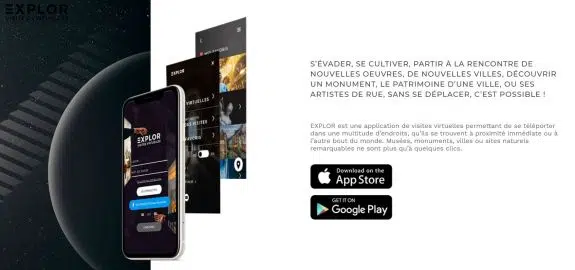 EXPLOR
VISITES VIRTUELLES
EXPLOR
VIRTUELLES
EXPLOR
S'ÉVADER, SE CULTIVER, PARTIR À LA RENCONTRE DE
NOUVELLES OEUVRES, DE NOUVELLES VILLES, DÉCOUVRIR
UN MONUMENT, LE PATRIMOINE D'UNE VILLE, OU SES
ARTISTES DE RUE, SANS SE DÉPLACER, C'EST POSSIBLE !
EXPLOR est une application de visites virtuelles permettant de se téléporter
dans une multitude d'endroits, qu'ils se trouvent à proximité immédiate ou à
l'autre bout du monde. Musées, monuments, villes ou sites naturels
remarquables ne sont plus qu'à quelques clics.
Download on the
App Store
GET IT ON
Google Play